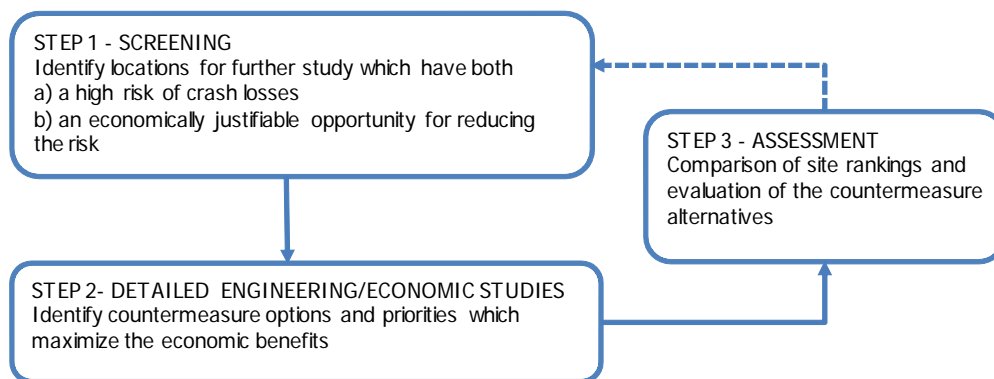 STEP 1 - SCREENING
Identify locations for further study which have both
a) a high risk of crash losses
b) an economically justifiable opportunity for reducing
the risk
STEP 3 - ASSESSMENT
Comparison of site rankings and
evaluation of the countermeasure
alternatives
STEP 2- DETAILED ENGINEERING/ECONOMIC STUDIES
Identify countermeasure options and priorities which
maximize the economic benefits